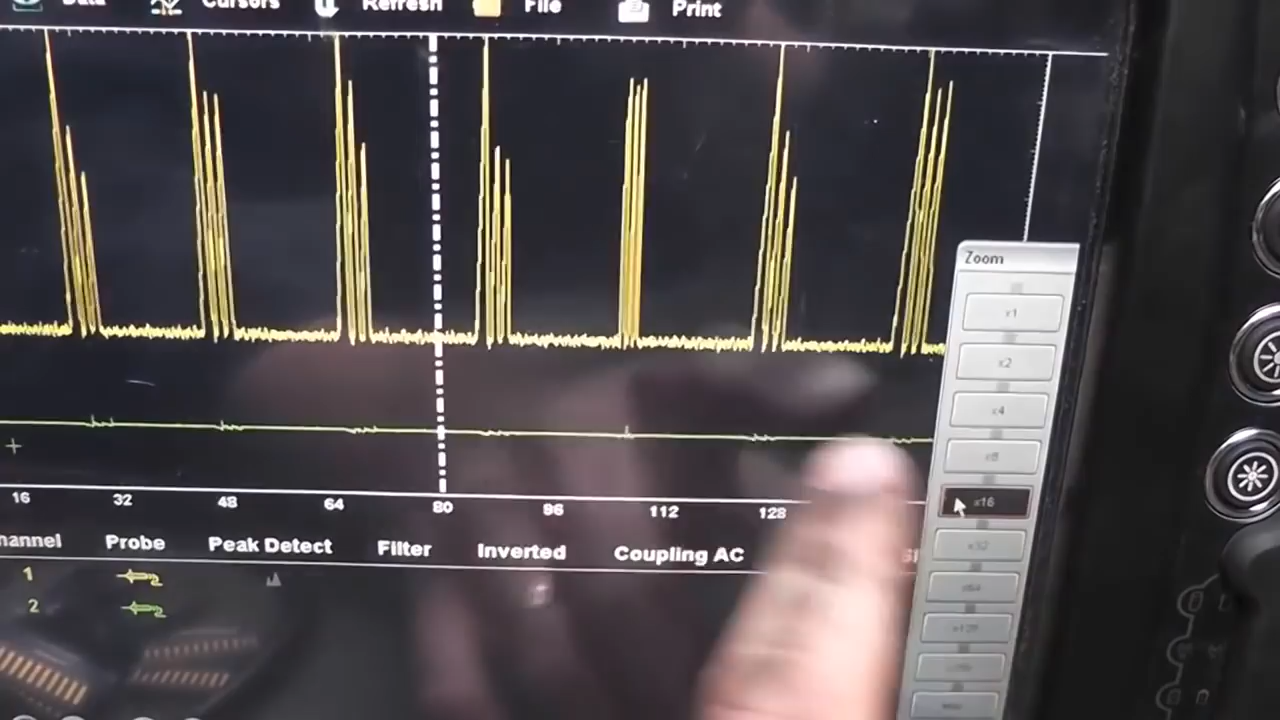 Data Cursors Refresh File Print
Zoom
x1
x2
x4
x8
x16
x32
x64
x128
16 32 48 64 80 96 112 128
hannel Probe Peak Detect Filter Inverted Coupling AC
1
2